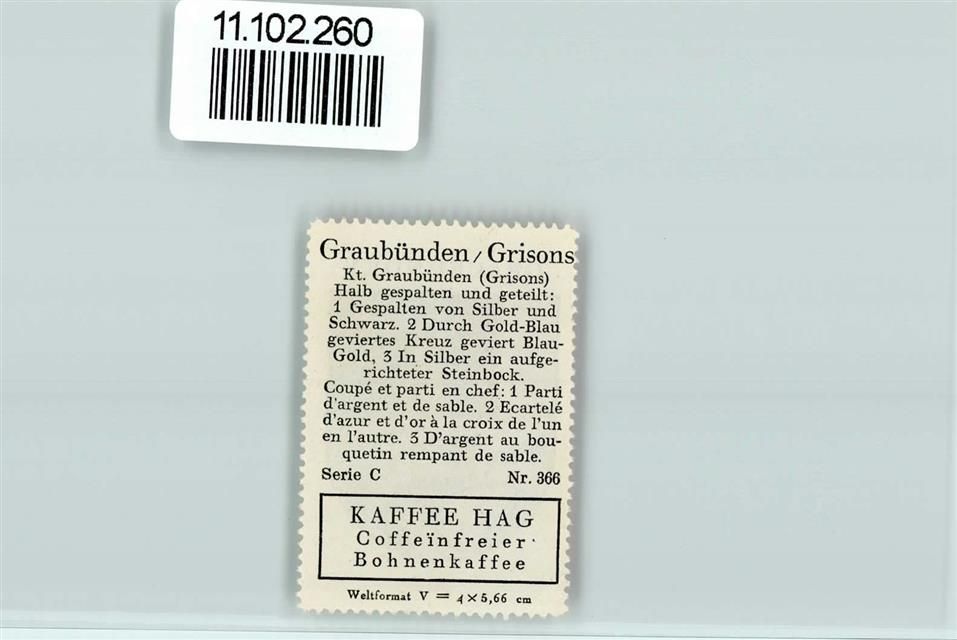 11.102.260
Graubünden / Grisons
Kt. Graubünden (Grisons)
Halb gespalten und geteilt:
1 Gespalten von Silber und
Schwarz. 2 Durch Gold-Blau
geviertes Kreuz geviert Blau-
Gold, 3 In Silber ein aufge-
richteter Steinbock.
Coupé et parti en chef: 1 Parti
d'argent et de sable. 2 Ecartelé
d'azur et d'or à la croix de l'un
en l'autre. 3 D'argent au bou-
quetin rempant de sable.
Serie C Nr. 366
KAFFEE HAG
Coffeïnfreier
Bohnenkaffee
Weltformat V = 4 × 5,66 cm